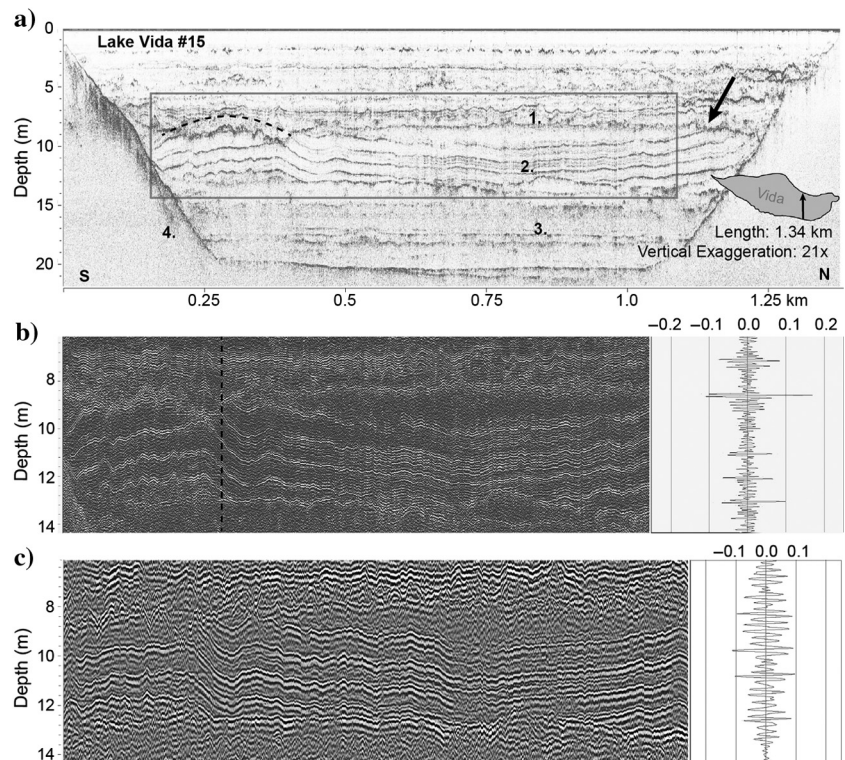 a)
Lake Vida #15
Depth (m)
0
5
10
15
20
1.
2.
3.
4.
S
N
Vida
Length: 1.34 km
Vertical Exaggeration: 21x
0.25 0.5 0.75 1.0 1.25 km
b)
–0.2 –0.1 0.0 0.1 0.2
Depth (m)
8
10
12
14
c)
–0.1 0.0 0.1
Depth (m)
8
10
12
14